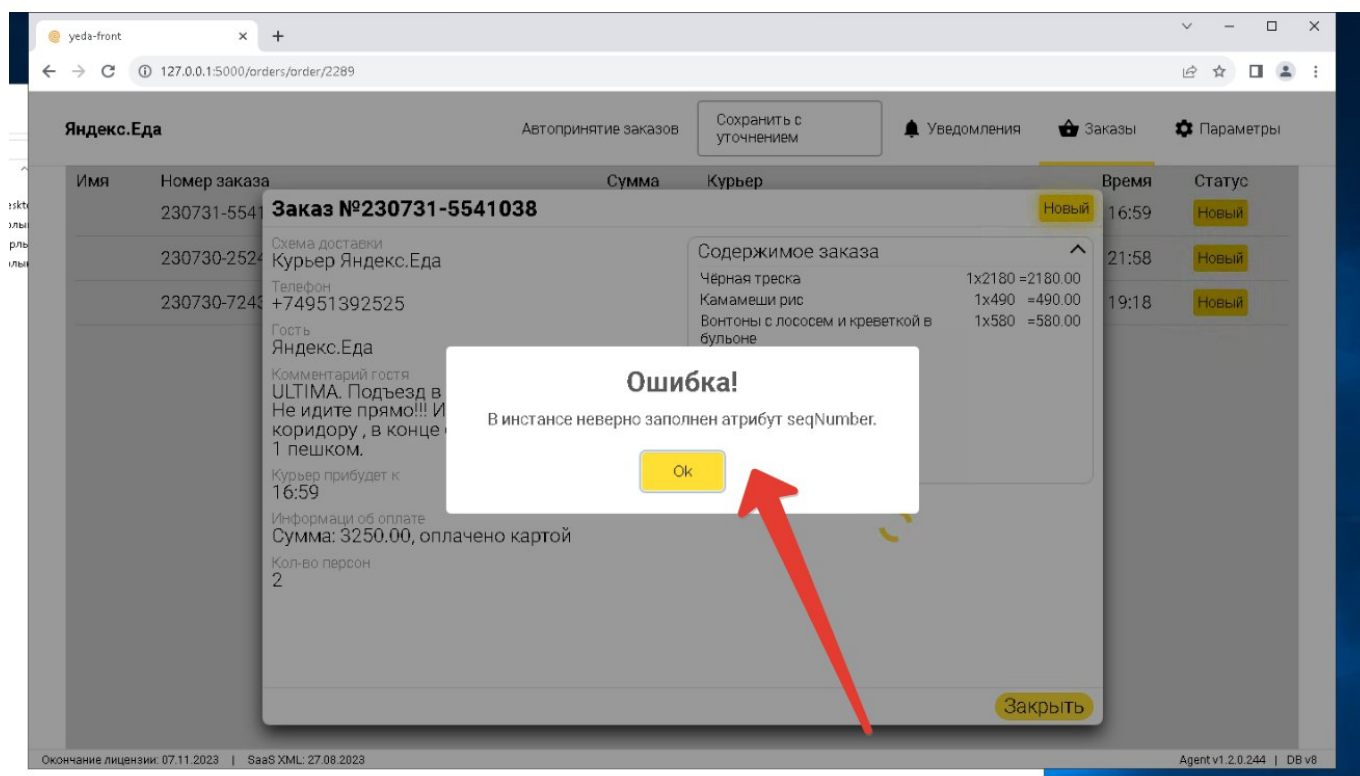 yeda-front
127.0.0.1:5000/orders/order/2289
Яндекс.Еда
Автопринятие заказов
Сохранить с
уточнением
Уведомления
Заказы
Параметры
Имя Номер заказа Сумма Курьер Время Статус
230731-5541 16:59 Новый
230730-2524 21:58 Новый
230730-7243 19:18 Новый
Заказ №230731-5541038 Новый
Схема доставки
Курьер Яндекс.Еда
Телефон
+74951392525
Гость
Яндекс.Еда
Комментарий гостя
ULTIMA. Подъезд в
Не идите прямо!!! И
коридору , в конце
1 пешком.
Курьер прибудет к
16:59
Информаци об оплате
Сумма: 3250.00, оплачено картой
Кол-во персон
2
Содержимое заказа
Чёрная треска 1x2180 =2180.00
Камамеши рис 1x490 =490.00
Вонтоны с лососем и креветкой в 1x580 =580.00
бульоне
Ошибка!
В инстансе неверно заполнен атрибут seqNumber.
Ok
Закрыть
Окончание лицензии: 07.11.2023 | SaaS XML: 27.08.2023
Agent v1.2.0.244 | DB v8